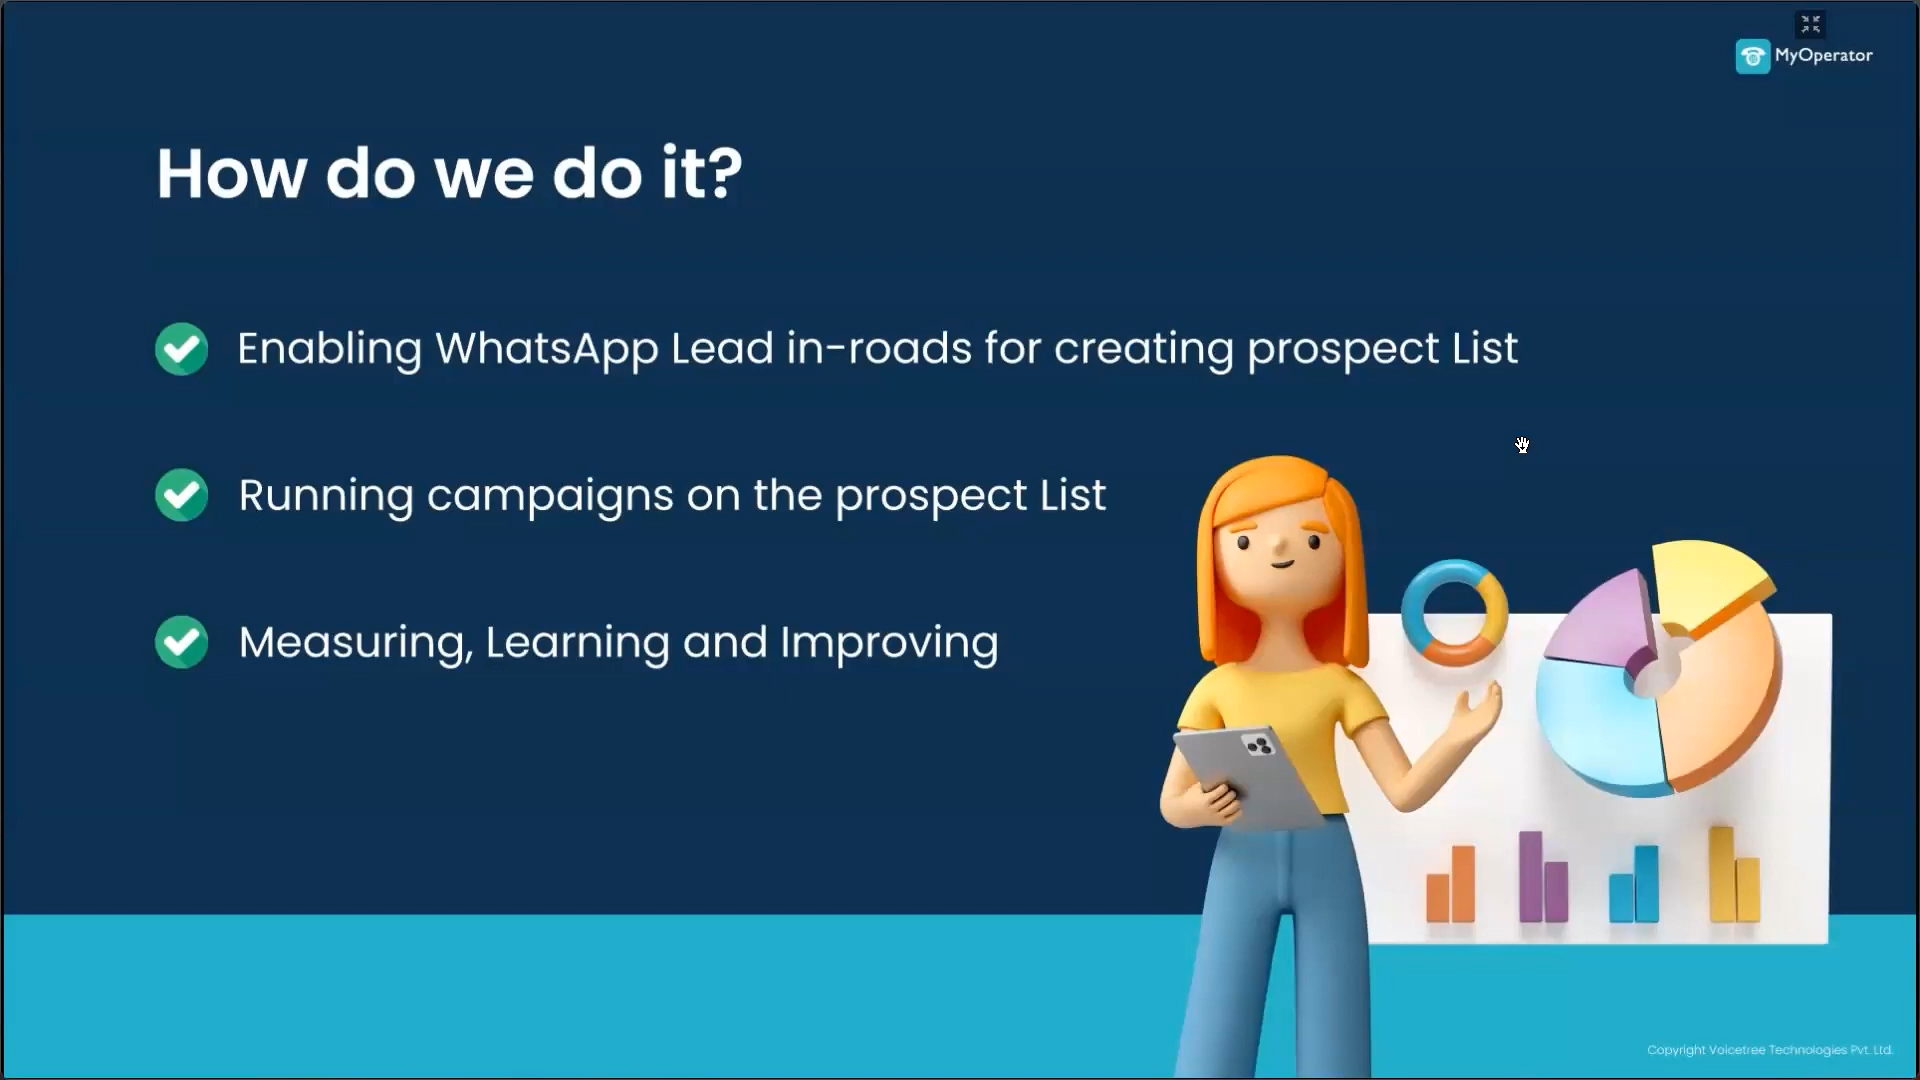 MyOperator
How do we do it?
Enabling WhatsApp Lead in-roads for creating prospect List
Running campaigns on the prospect List
Measuring, Learning and Improving
Copyright Voicetree Technologies Pvt. Ltd.